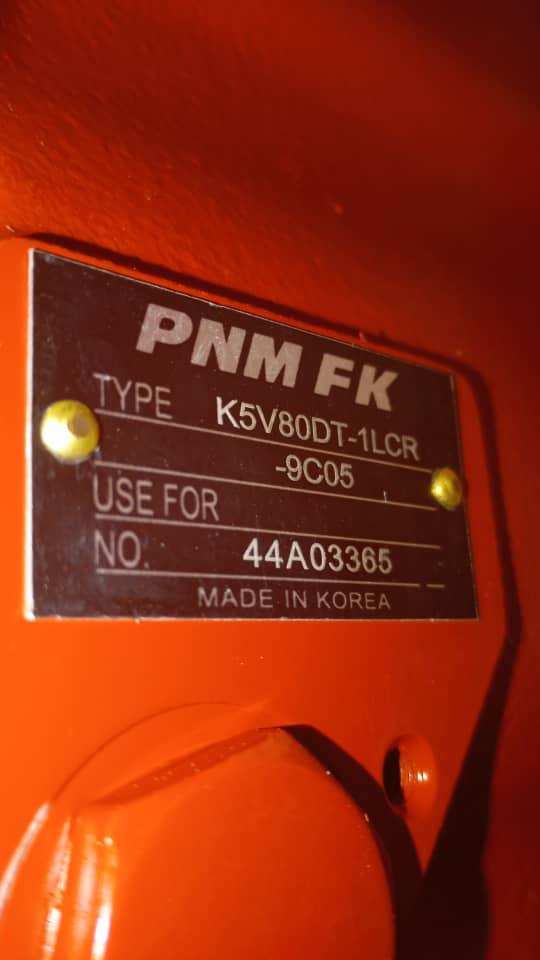 PNM FK
TYPE K5V80DT-1LCR
-9C05
USE FOR
NO. 44A03365
MADE IN KOREA